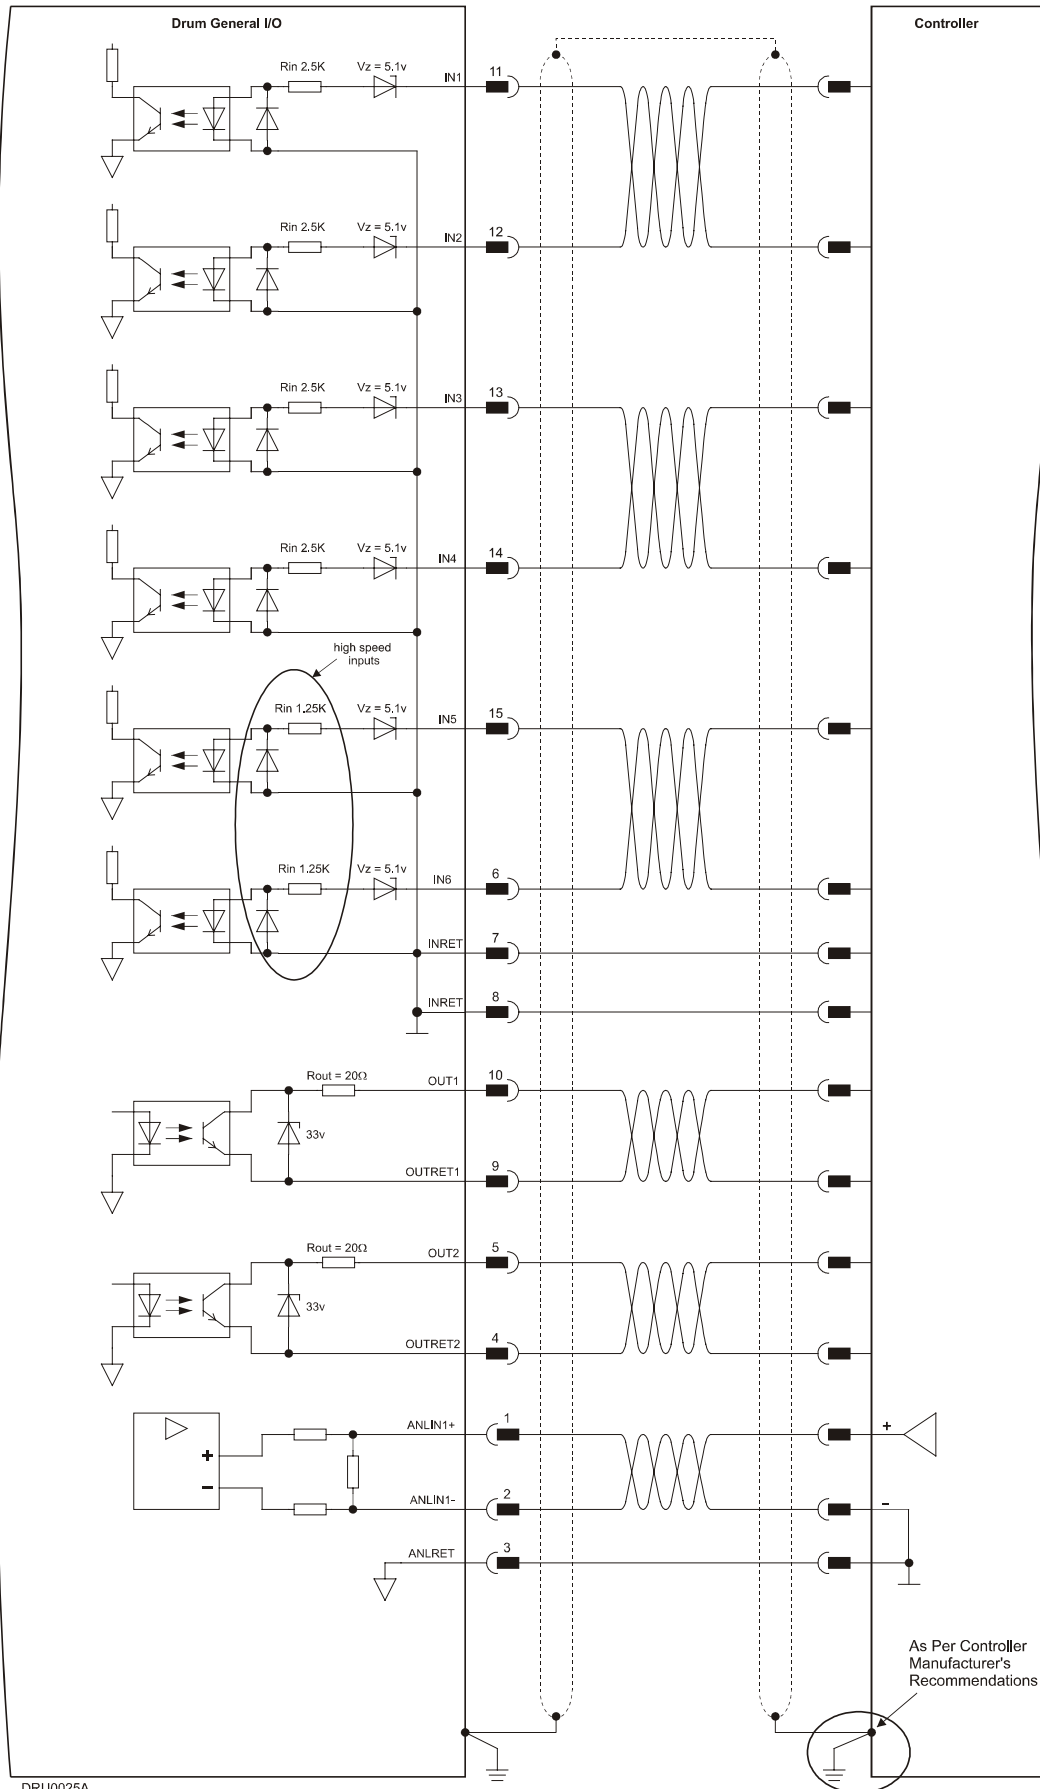 Drum General I/O
Controller
Rin 2.5K
Vz = 5.1v
IN1
11
Rin 2.5K
Vz = 5.1v
IN2
12
Rin 2.5K
Vz = 5.1v
IN3
13
Rin 2.5K
Vz = 5.1v
IN4
14
high speed
inputs
Rin 1.25K
Vz = 5.1v
IN5
15
Rin 1.25K
Vz = 5.1v
IN6
6
INRET
7
INRET
8
Rout = 20Ω
OUT1
10
33v
OUTRET1
9
Rout = 20Ω
OUT2
5
33v
OUTRET2
4
ANLIN1+
1
+
+
-
ANLIN1-
2
-
ANLRET
3
As Per Controller
Manufacturer's
Recommendations
DRU0025A